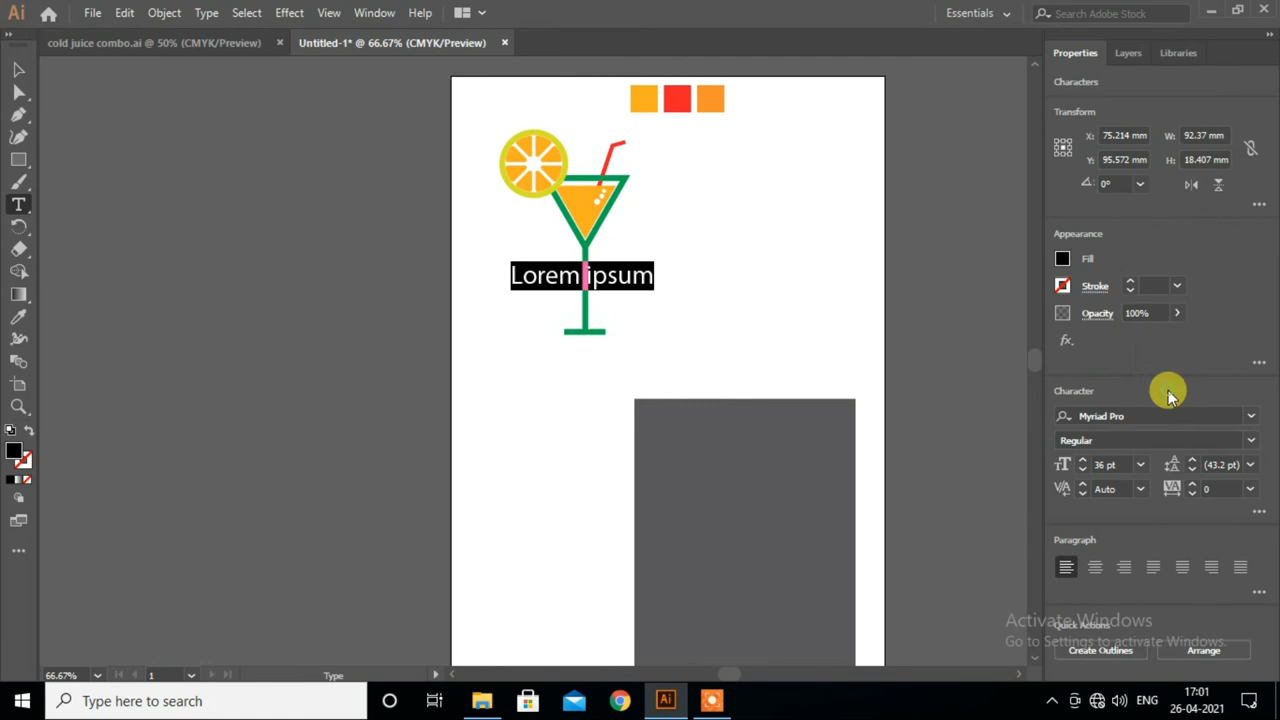 File Edit Object Type Select Effect View Window Help
Essentials
Search Adobe Stock
cold juice combo.ai @ 50% (CMYK/Preview)
Untitled-1* @ 66.67% (CMYK/Preview)
Properties Layers Libraries
Characters
Transform
X: 75.214 mm W: 92.37 mm
Y: 95.572 mm H: 18.407 mm
0°
Appearance
Fill
Stroke
Opacity 100%
fx.
Lorem ipsum
Character
Myriad Pro
Regular
36 pt (43.2 pt)
Auto 0
Paragraph
Activate Windows
Quick Actions
Go to Settings to activate Windows.
Create Outlines Arrange
66.67% 1 Type
Type here to search
Ai
ENG
17:01
26-04-2021